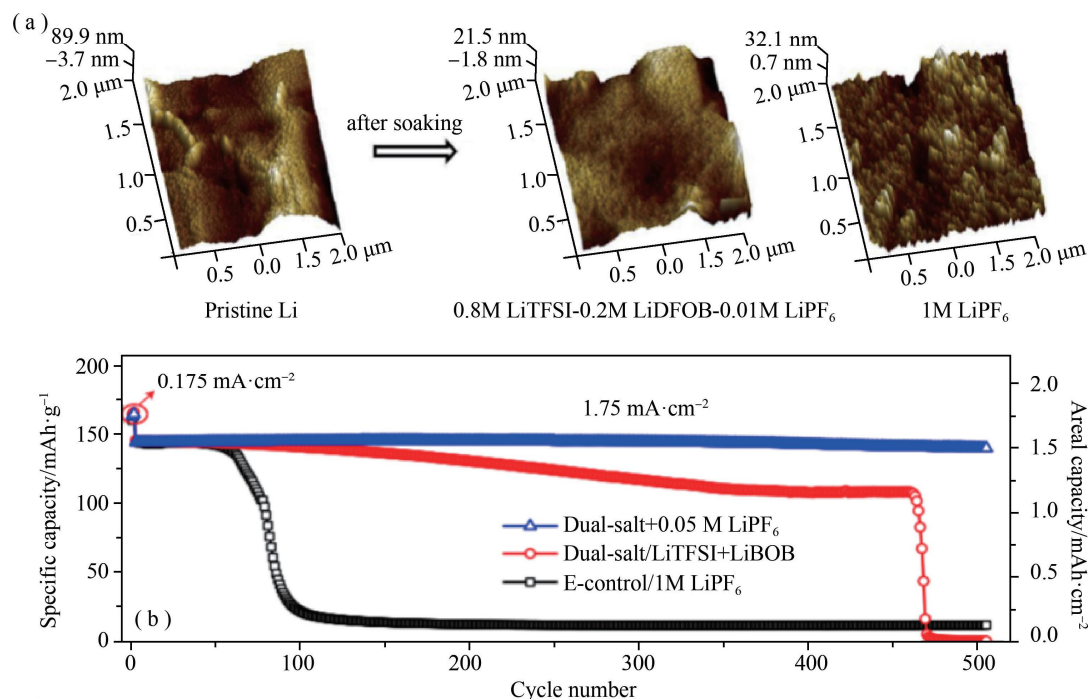 ( a )
89.9 nm
−3.7 nm
2.0 μm
1.5
1.0
0.5
0.5
0.0
1.5
2.0 μm
Pristine Li
after soaking
21.5 nm
−1.8 nm
2.0 μm
1.5
1.0
0.5
0.5
0.0
1.5
2.0 μm
0.8M LiTFSI-0.2M LiDFOB-0.01M LiPF₆
32.1 nm
0.7 nm
2.0 μm
1.5
1.0
0.5
0.5
0.0
1.5
2.0 μm
1M LiPF₆
( b )
Specific capacity/mAh·g⁻¹
200
150
100
50
0
0.175 mA·cm⁻²
1.75 mA·cm⁻²
Dual-salt+0.05 M LiPF₆
Dual-salt/LiTFSI+LiBOB
E-control/1M LiPF₆
2.0
1.5
1.0
0.5
0.0
Areal capacity/mAh·cm⁻²
0
100
200
300
400
500
Cycle number